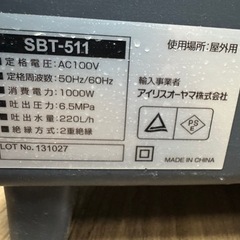 SBT-511
使用場所:屋外用
定格電圧:AC100V
定格周波数:50Hz/60Hz
消費電力:1000W
吐出圧力:6.5MPa
吐出水量:220L/h
絶縁方式:2重絶縁
LOT No. 131027
輸入事業者
アイリスオーヤマ株式会社
PSE
MADE IN CHINA